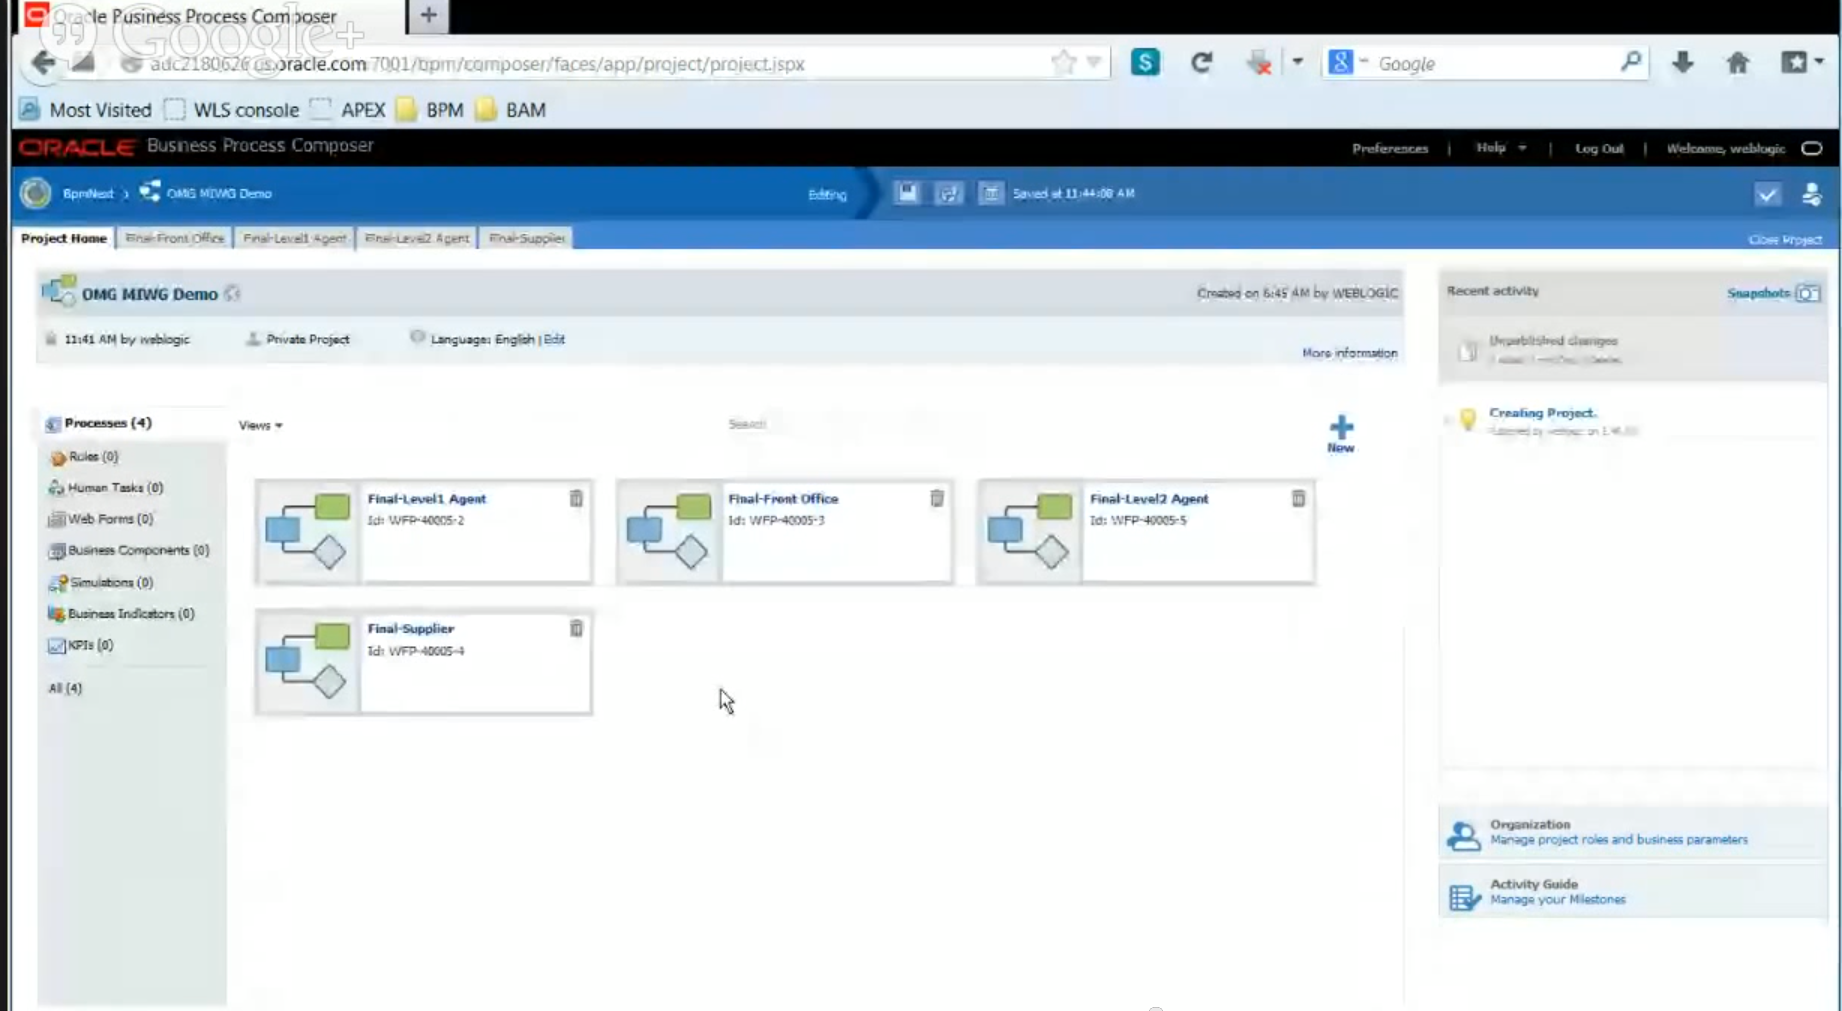 Oracle Business Process Composer
Google+
adc2180626.us.oracle.com:7001/bpm/composer/faces/app/project/project.jspx
S
8
Google
Most Visited
WLS console
APEX
BPM
BAM
ORACLE Business Process Composer
Preferences | Help | Log Out | Welcome, weblogic
BpmNext
OMG MIWG Demo
Editing
Saved at 11:44:08 AM
Project Home
Final-Front Office
Final-Level1 Agent
Final-Level2 Agent
Final-Supplier
Close Project
OMG MIWG Demo
Created on 6:45 AM by WEBLOGIC
11:41 AM by weblogic
Private Project
Language: English | Edit
More information
Recent activity
Snapshots
Unpublished changes
Creating Project.
Processes (4)
Rules (0)
Human Tasks (0)
Web Forms (0)
Business Components (0)
Simulations (0)
Business Indicators (0)
KPIs (0)
All (4)
Views
Search
New
Final-Level1 Agent
Id: WFP-40005-2
Final-Front Office
Id: WFP-40005-3
Final-Level2 Agent
Id: WFP-40005-5
Final-Supplier
Id: WFP-40005-4
Organization
Manage project roles and business parameters
Activity Guide
Manage your Milestones